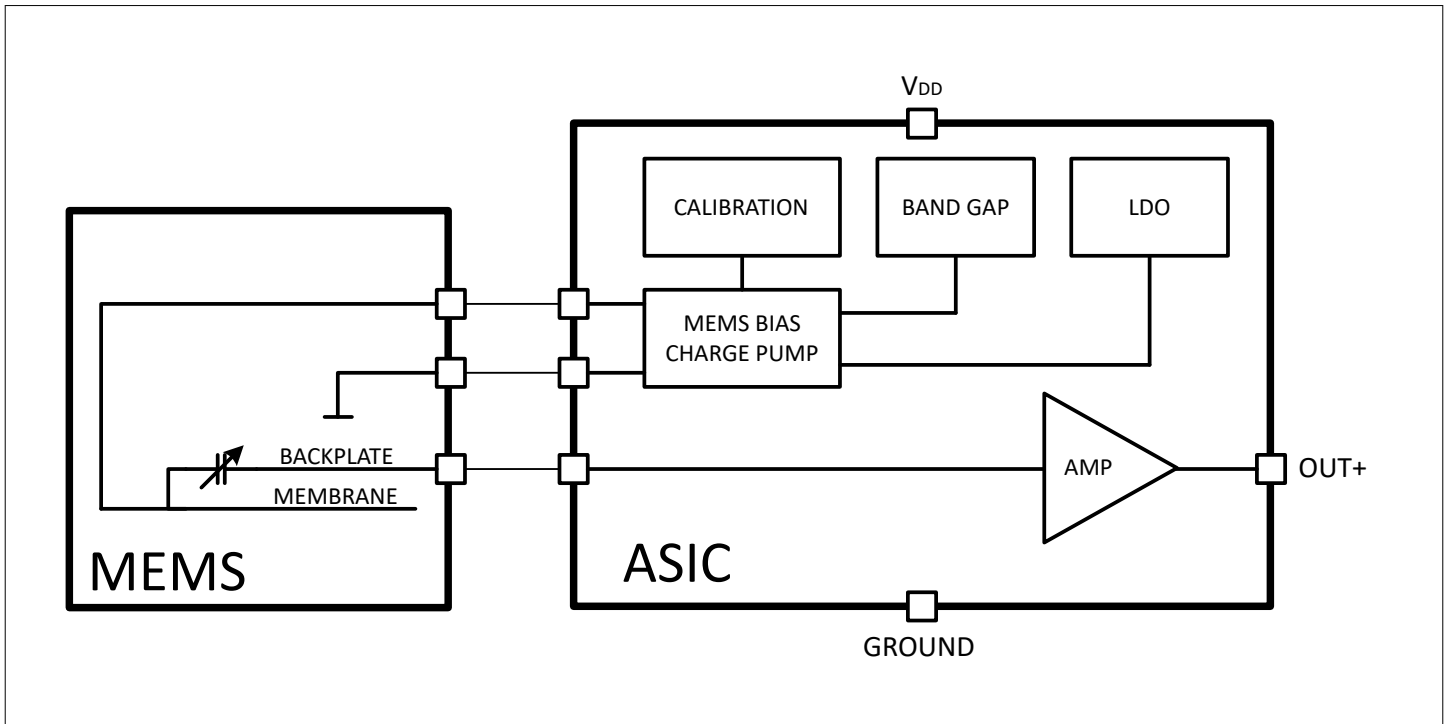 VDD
CALIBRATION
BAND GAP
LDO
MEMS BIAS
CHARGE PUMP
BACKPLATE
MEMBRANE
AMP
OUT+
MEMS
ASIC
GROUND